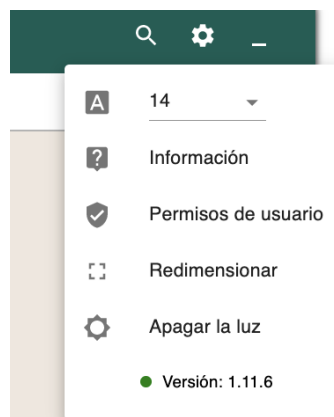 14
Información
Permisos de usuario
Redimensionar
Apagar la luz
Versión: 1.11.6